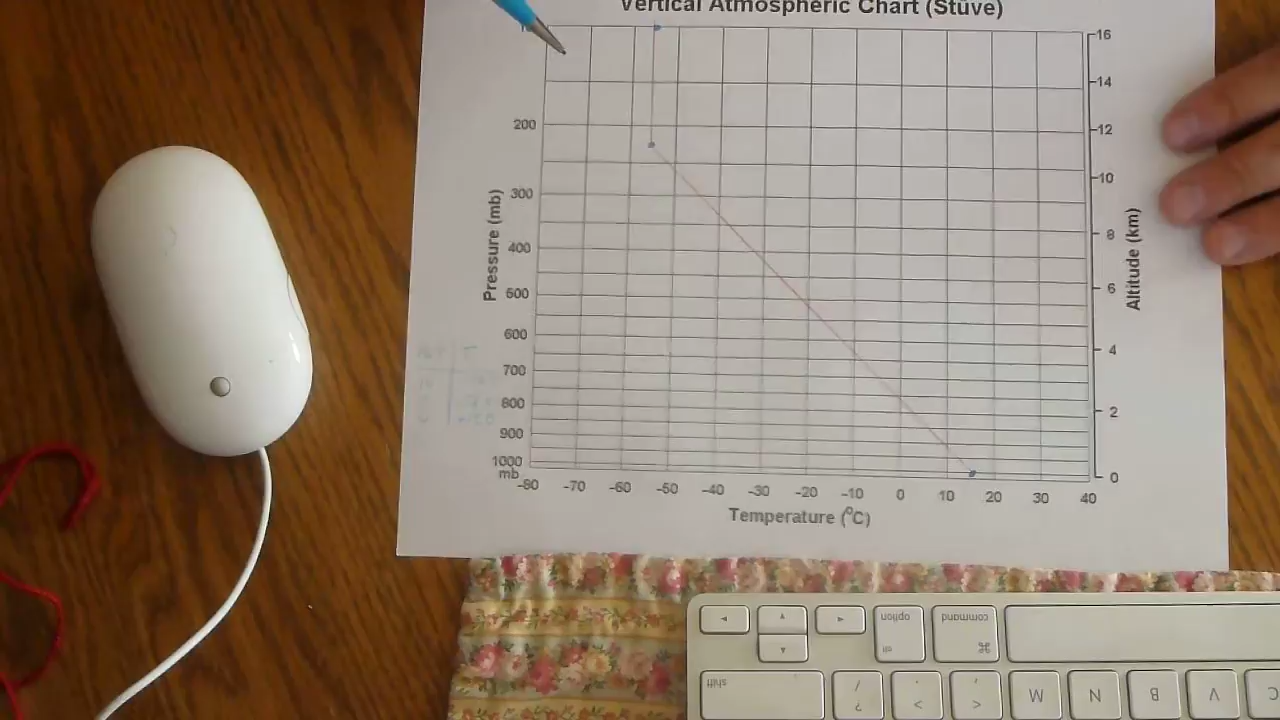 Vertical Atmospheric Chart (Stüve)
16
14
200
12
10
300
Pressure (mb)
400
8
Altitude (km)
500
6
600
4
700
800
2
900
1000
mb
0
-80 -70 -60 -50 -40 -30 -20 -10 0 10 20 30 40
Temperature (°C)
option
alt
command
⌘
shift
/
?
.
>
,
<
M
N
B
V
C